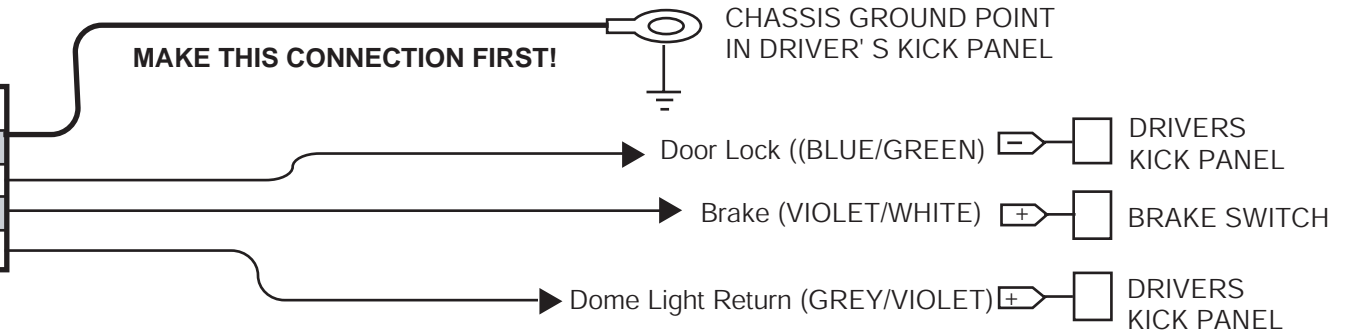 CHASSIS GROUND POINT
IN DRIVER' S KICK PANEL
MAKE THIS CONNECTION FIRST!
Door Lock ((BLUE/GREEN) -
DRIVERS
KICK PANEL
Brake (VIOLET/WHITE) + BRAKE SWITCH
Dome Light Return (GREY/VIOLET) +
DRIVERS
KICK PANEL